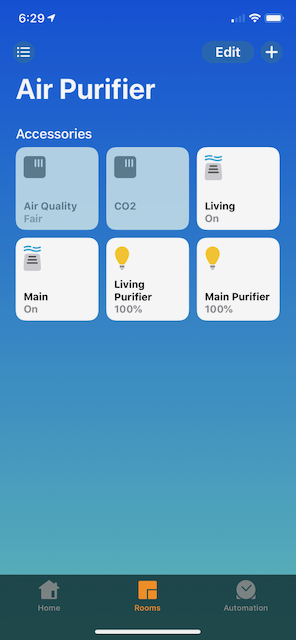 6:29
Edit
Air Purifier
Accessories
Air Quality
Fair
CO2
Living
On
Main
On
Living
Purifier
100%
Main Purifier
100%
Home
Rooms
Automation